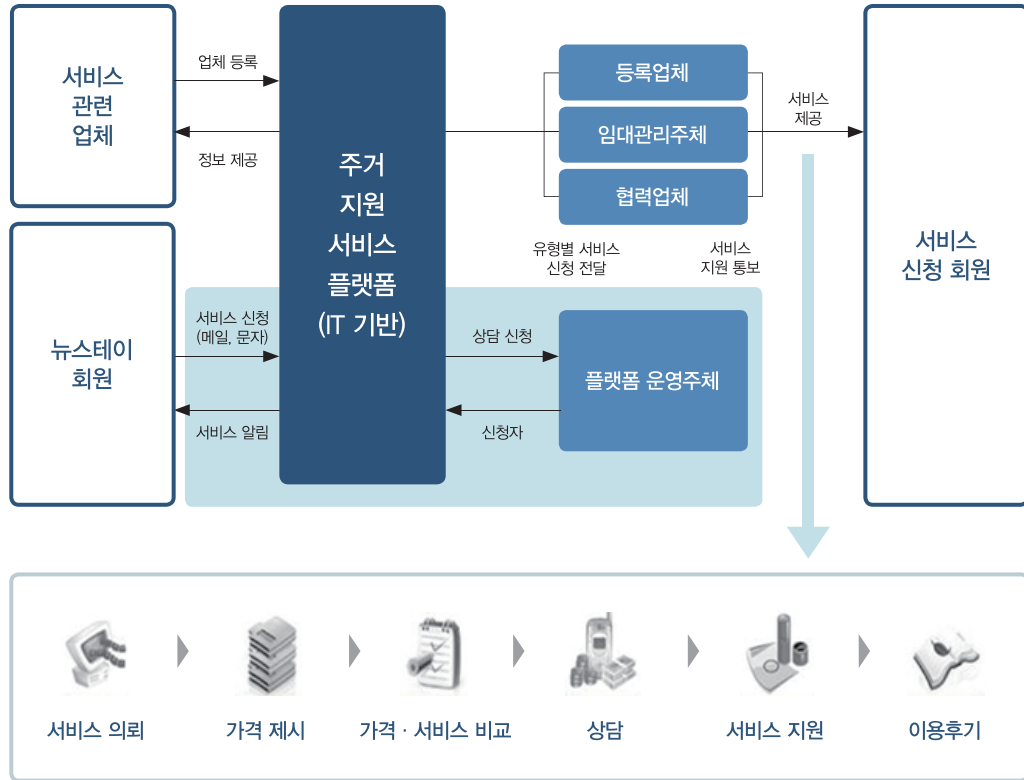 서비스
관련
업체
업체 등록
정보 제공
주거
지원
서비스
플랫폼
(IT 기반)
등록업체
임대관리주체
협력업체
서비스
제공
유형별 서비스
신청 전달
서비스
지원 통보
서비스
신청 회원
뉴스테이
회원
서비스 신청
(메일, 문자)
서비스 알림
상담 신청
신청자
플랫폼 운영주체
서비스 의뢰
가격 제시
가격 · 서비스 비교
상담
서비스 지원
이용후기